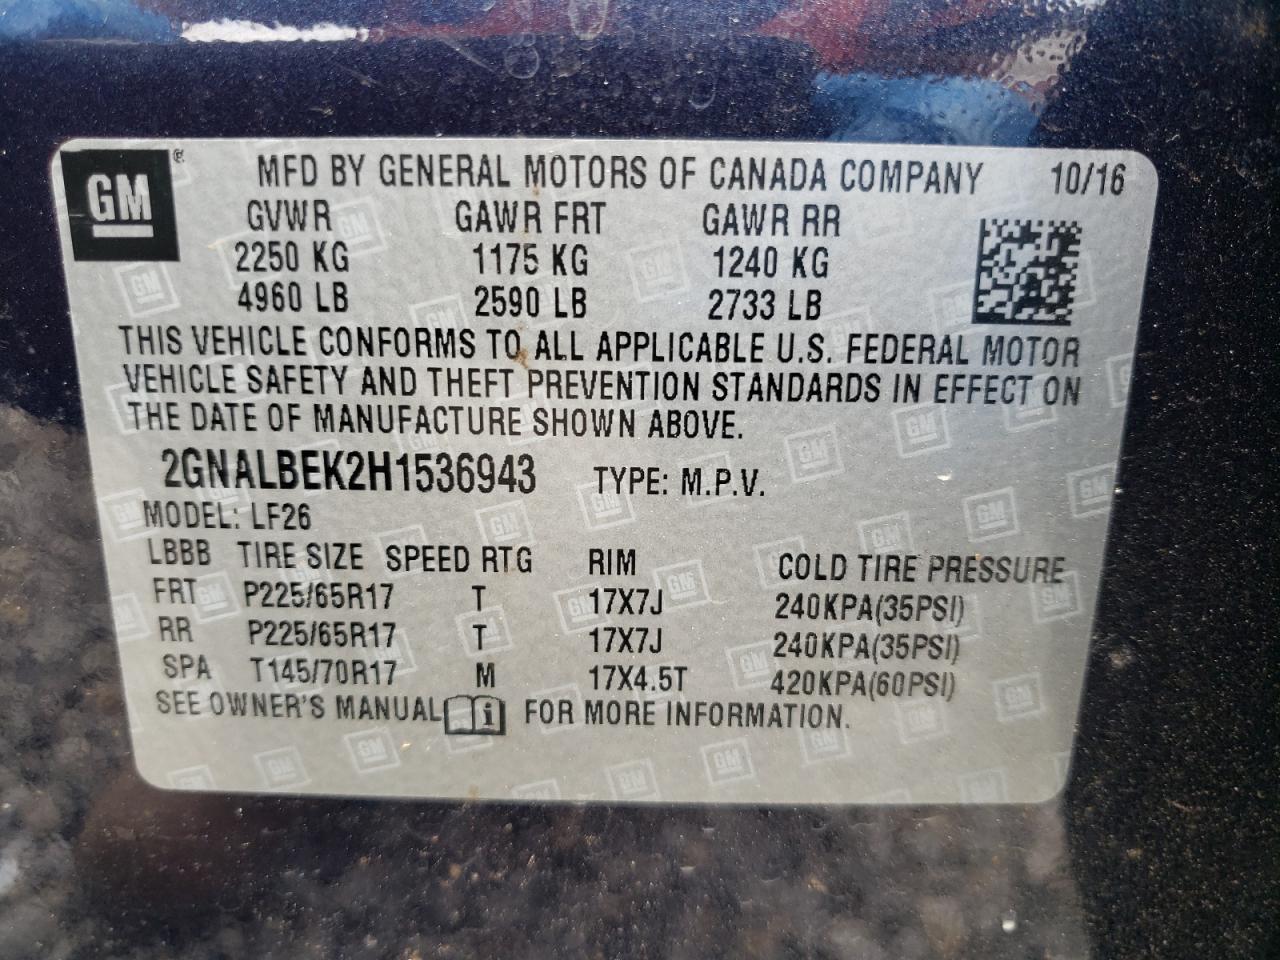 GM
MFD BY GENERAL MOTORS OF CANADA COMPANY 10/16
GVWR GAWR FRT GAWR RR
2250 KG 1175 KG 1240 KG
4960 LB 2590 LB 2733 LB
THIS VEHICLE CONFORMS TO ALL APPLICABLE U.S. FEDERAL MOTOR
VEHICLE SAFETY AND THEFT PREVENTION STANDARDS IN EFFECT ON
THE DATE OF MANUFACTURE SHOWN ABOVE.
2GNALBEK2H1536943 TYPE: M.P.V.
MODEL: LF26
LBBB TIRE SIZE SPEED RTG RIM COLD TIRE PRESSURE
FRT P225/65R17 T 17X7J 240KPA(35PSI)
RR P225/65R17 T 17X7J 240KPA(35PSI)
SPA T145/70R17 M 17X4.5T 420KPA(60PSI)
SEE OWNER'S MANUAL i FOR MORE INFORMATION.